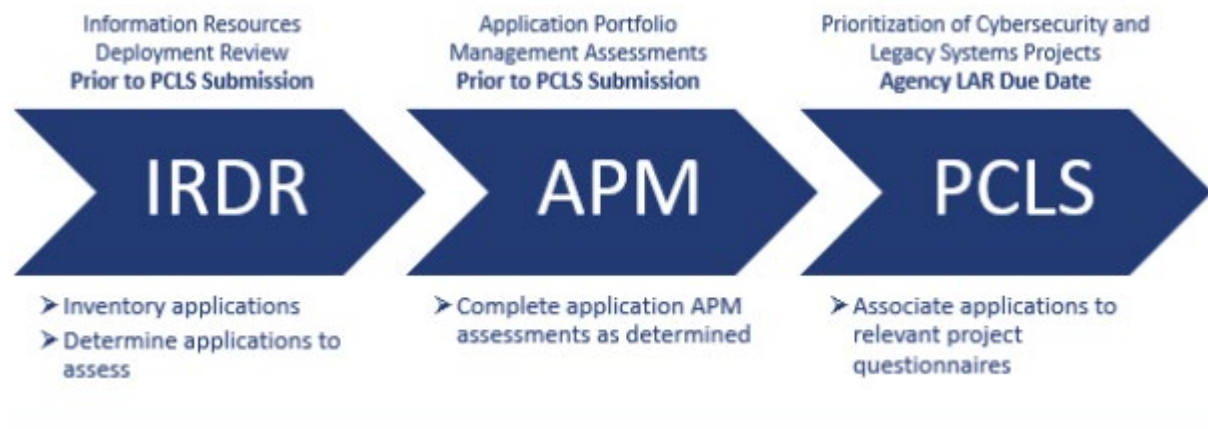 Information Resources
Deployment Review
Prior to PCLS Submission
IRDR
➢ Inventory applications
➢ Determine applications to
assess
Application Portfolio
Management Assessments
Prior to PCLS Submission
APM
➢ Complete application APM
assessments as determined
Prioritization of Cybersecurity and
Legacy Systems Projects
Agency LAR Due Date
PCLS
➢ Associate applications to
relevant project
questionnaires